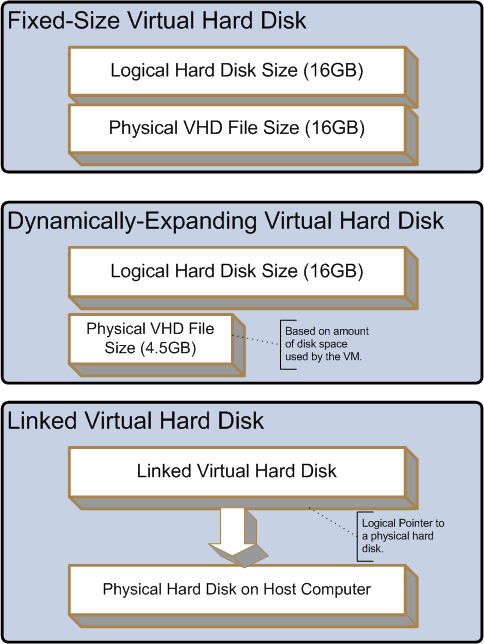 Fixed-Size Virtual Hard Disk
Logical Hard Disk Size (16GB)
Physical VHD File Size (16GB)
Dynamically-Expanding Virtual Hard Disk
Logical Hard Disk Size (16GB)
Physical VHD File
Size (4.5GB)
Based on amount
of disk space
used by the VM.
Linked Virtual Hard Disk
Linked Virtual Hard Disk
Logical Pointer to
a physical hard
disk.
Physical Hard Disk on Host Computer